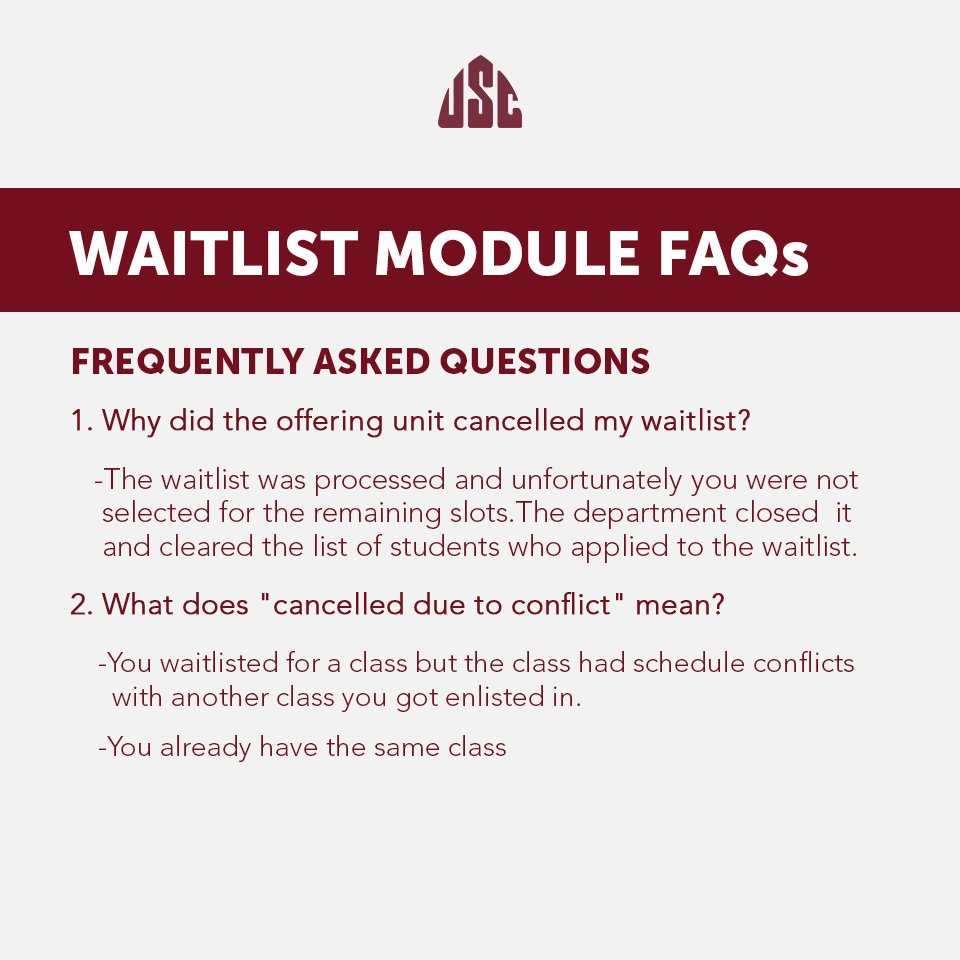 USC
WAITLIST MODULE FAQs
FREQUENTLY ASKED QUESTIONS
1. Why did the offering unit cancelled my waitlist?
-The waitlist was processed and unfortunately you were not
selected for the remaining slots.The department closed  it
and cleared the list of students who applied to the waitlist.
2. What does "cancelled due to conflict" mean?
-You waitlisted for a class but the class had schedule conflicts
with another class you got enlisted in.
-You already have the same class